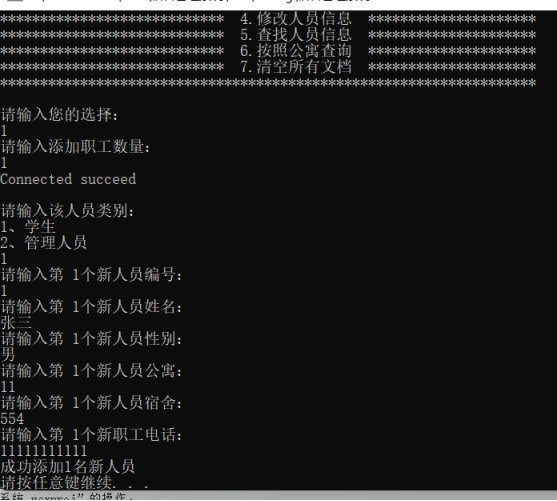 **************************** 4.修改人员信息 *********************
**************************** 5.查找人员信息 *********************
**************************** 6.按照公寓查询 *********************
**************************** 7.清空所有文档 *********************
*******************************************************************
请输入您的选择：
1
请输入添加职工数量：
1
Connected succeed
请输入该人员类别：
1、学生
2、管理人员
1
请输入第 1个新人员编号：
1
请输入第 1个新人员姓名：
张三
请输入第 1个新人员性别：
男
请输入第 1个新人员公寓：
11
请输入第 1个新人员宿舍：
554
请输入第 1个新职工电话：
11111111111
成功添加1名新人员
请按任意键继续. . .